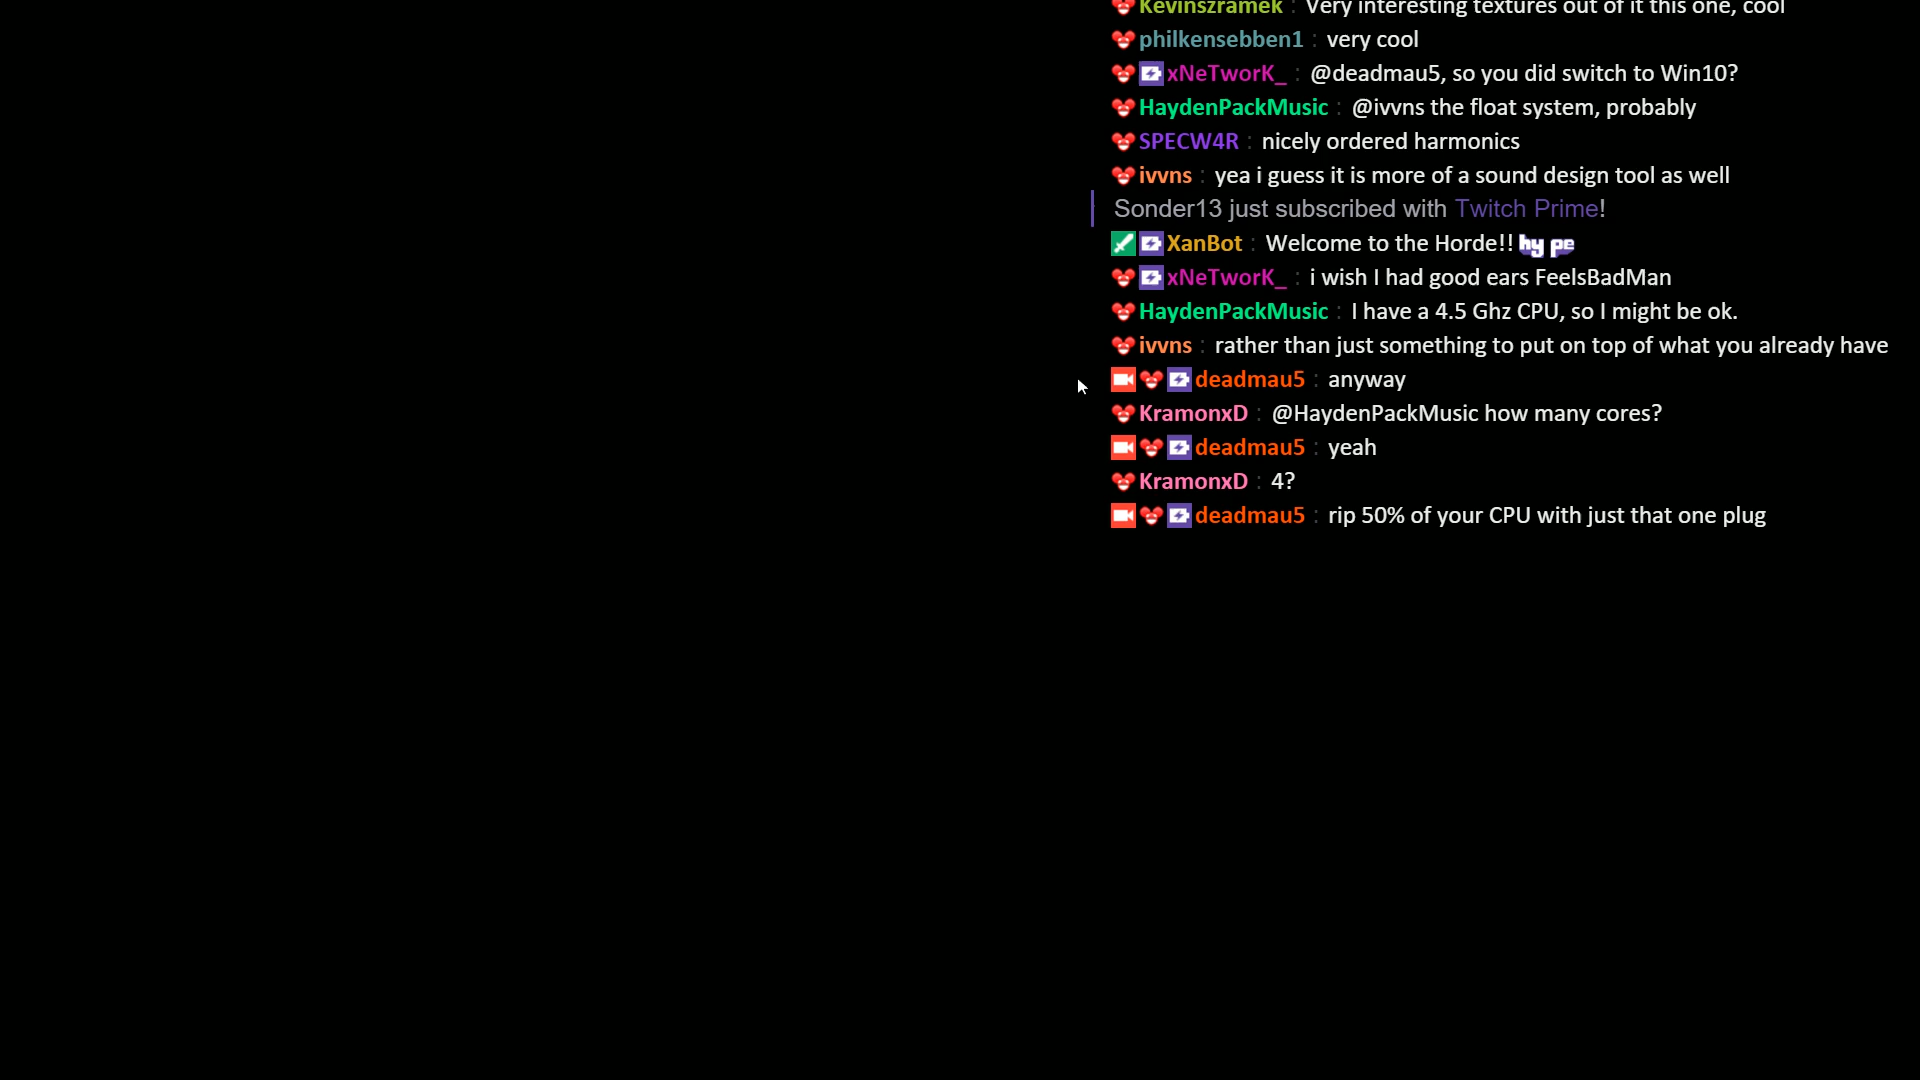 Kevinszramek : Very interesting textures out of it this one, cool
philkensebben1 : very cool
xNeTworK_ : @deadmau5, so you did switch to Win10?
HaydenPackMusic : @ivvns the float system, probably
SPECW4R : nicely ordered harmonics
ivvns : yea i guess it is more of a sound design tool as well
Sonder13 just subscribed with Twitch Prime!
XanBot : Welcome to the Horde!! hy pe
xNeTworK_ : i wish I had good ears FeelsBadMan
HaydenPackMusic : I have a 4.5 Ghz CPU, so I might be ok.
ivvns : rather than just something to put on top of what you already have
deadmau5 : anyway
KramonxD : @HaydenPackMusic how many cores?
deadmau5 : yeah
KramonxD : 4?
deadmau5 : rip 50% of your CPU with just that one plug